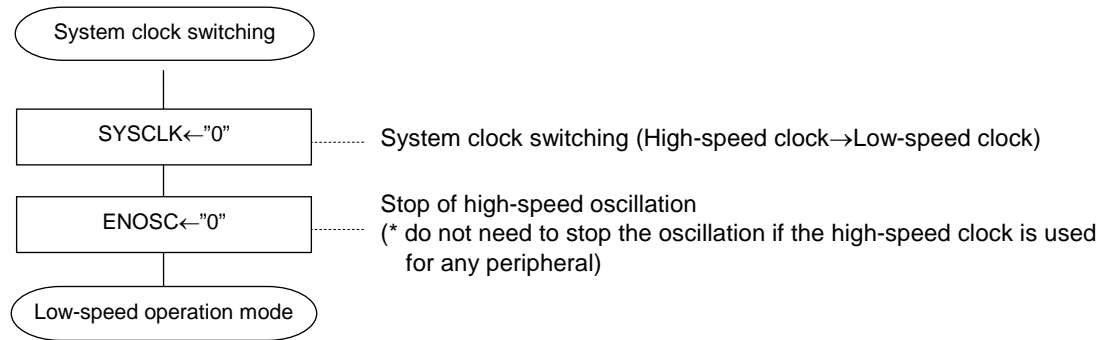 System clock switching
SYSCLK←”0”
System clock switching (High-speed clock→Low-speed clock)
ENOSC←”0”
Stop of high-speed oscillation
(* do not need to stop the oscillation if the high-speed clock is used
for any peripheral)
Low-speed operation mode